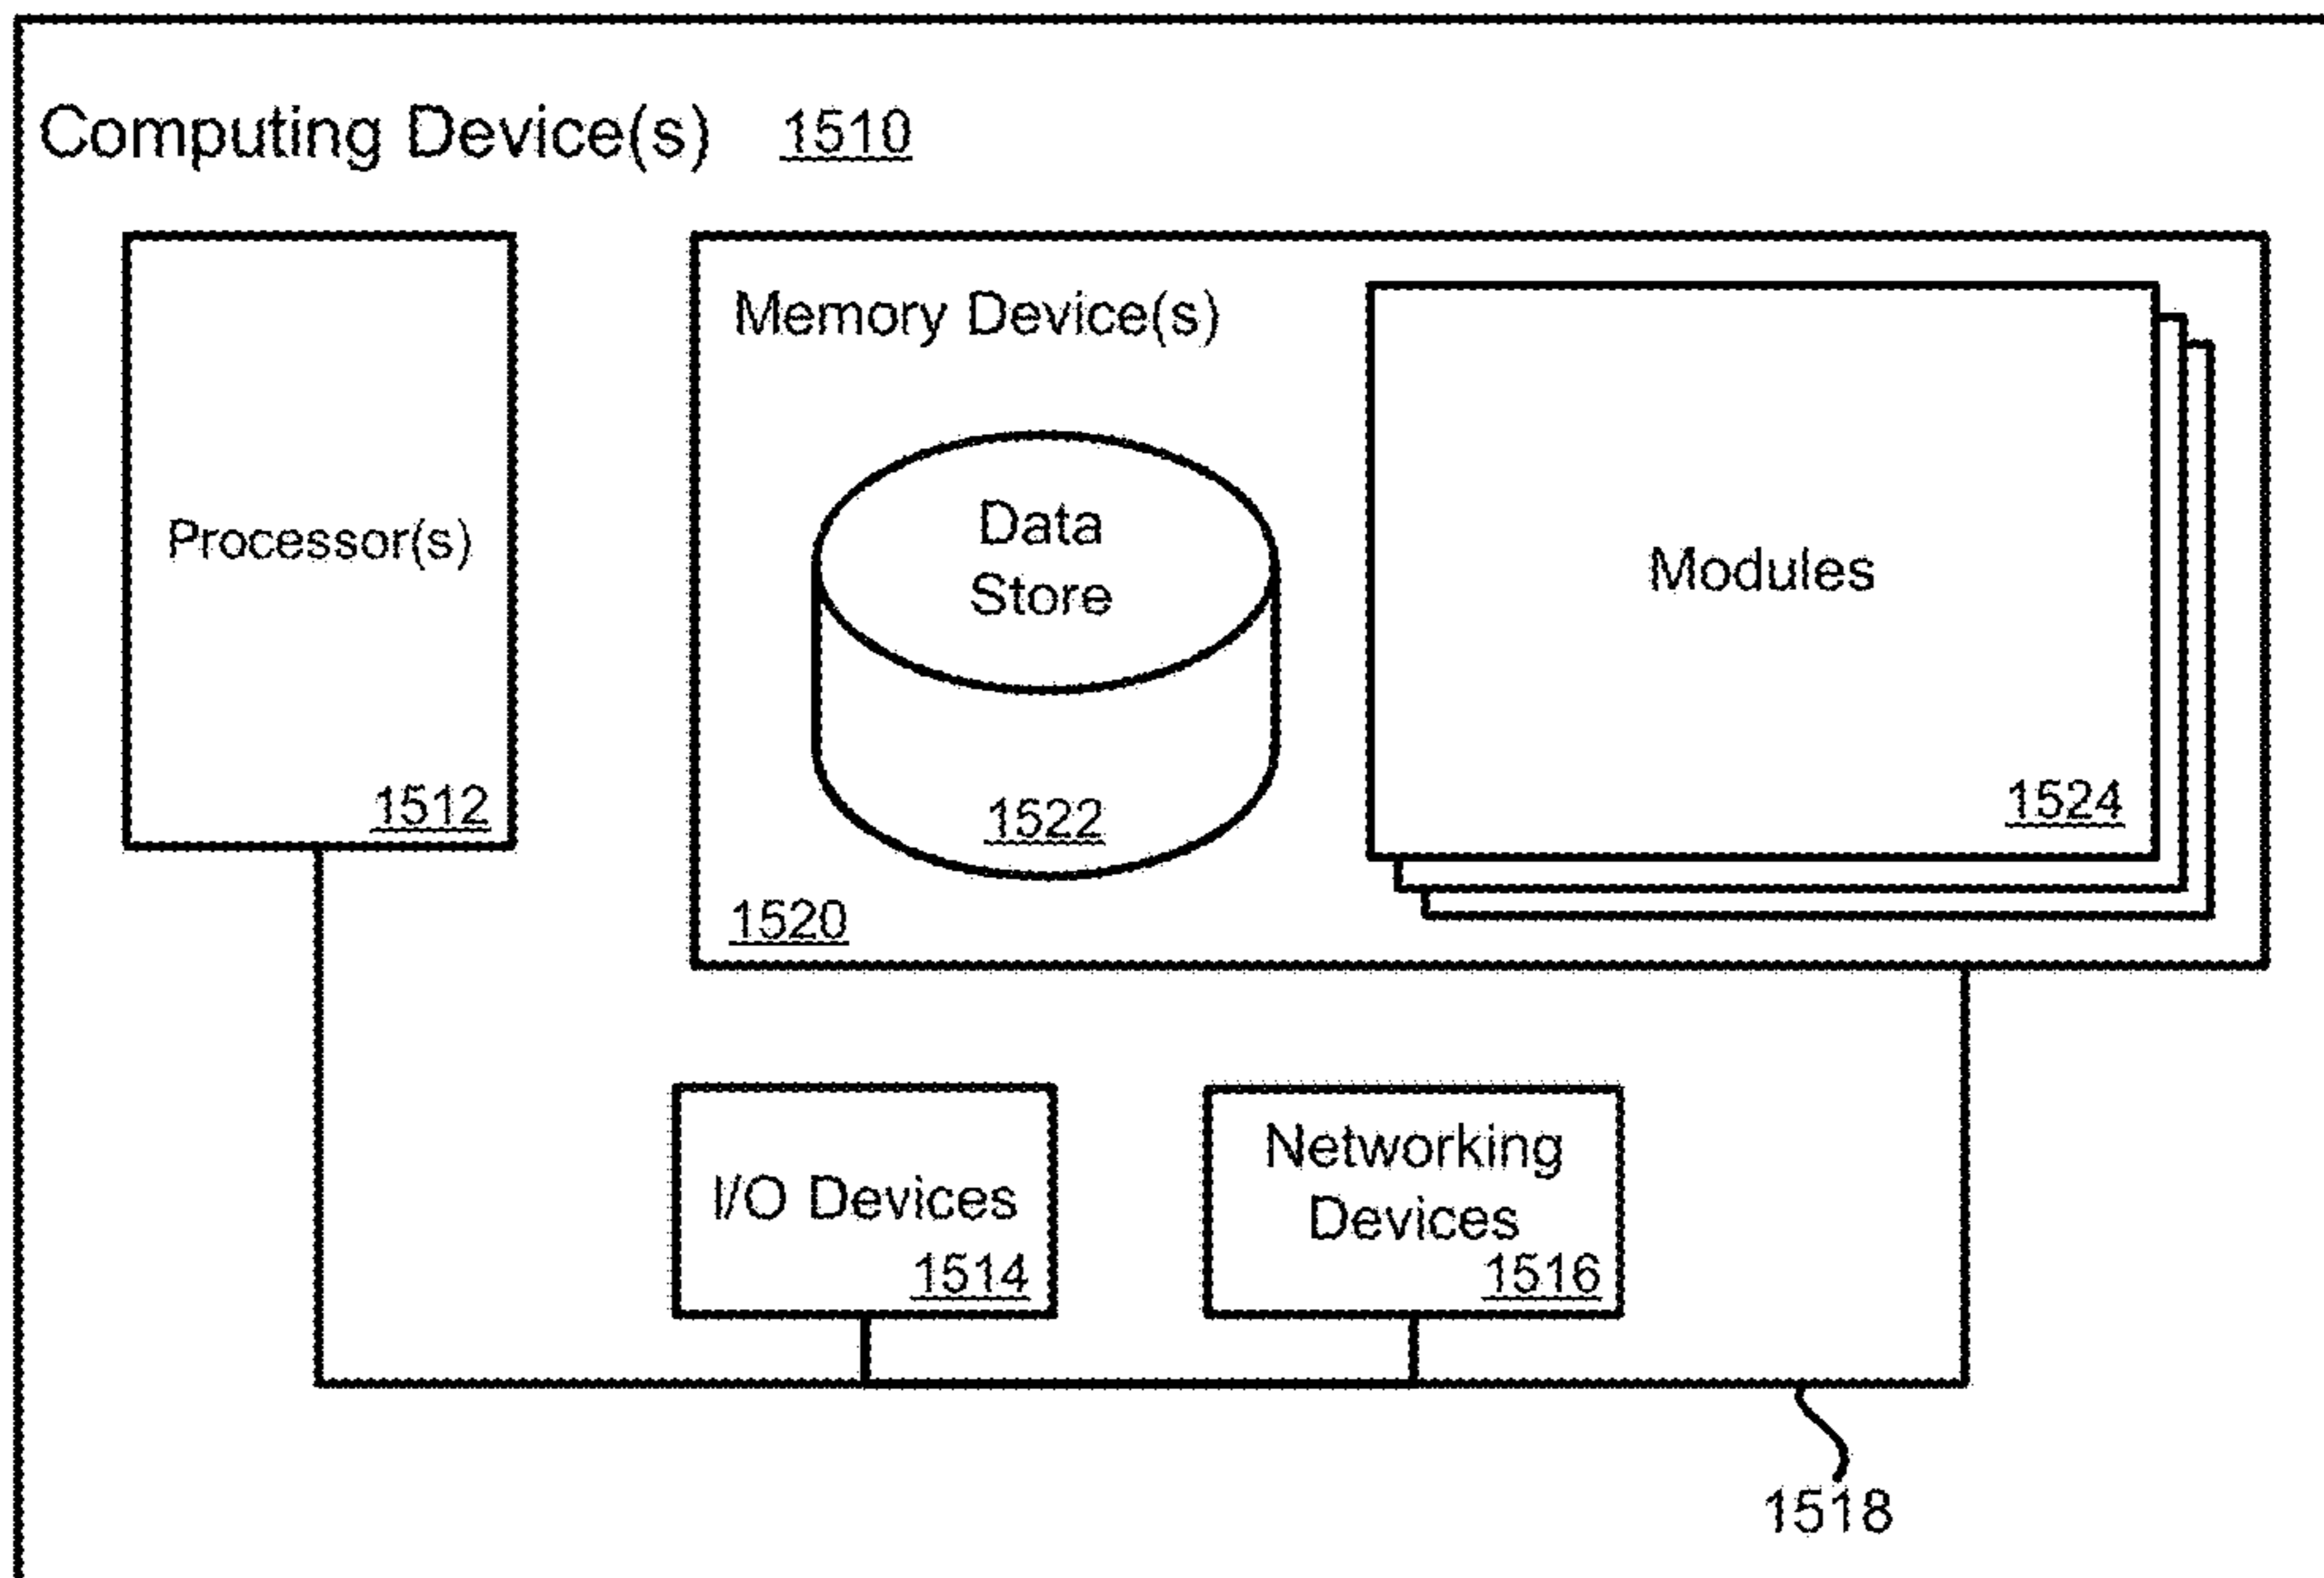 Computing Device(s) 1510
Processor(s)
1512
Memory Device(s)
Data
Store
1522
1520
Modules
1524
I/O Devices
1514
Networking
Devices
1516
1518